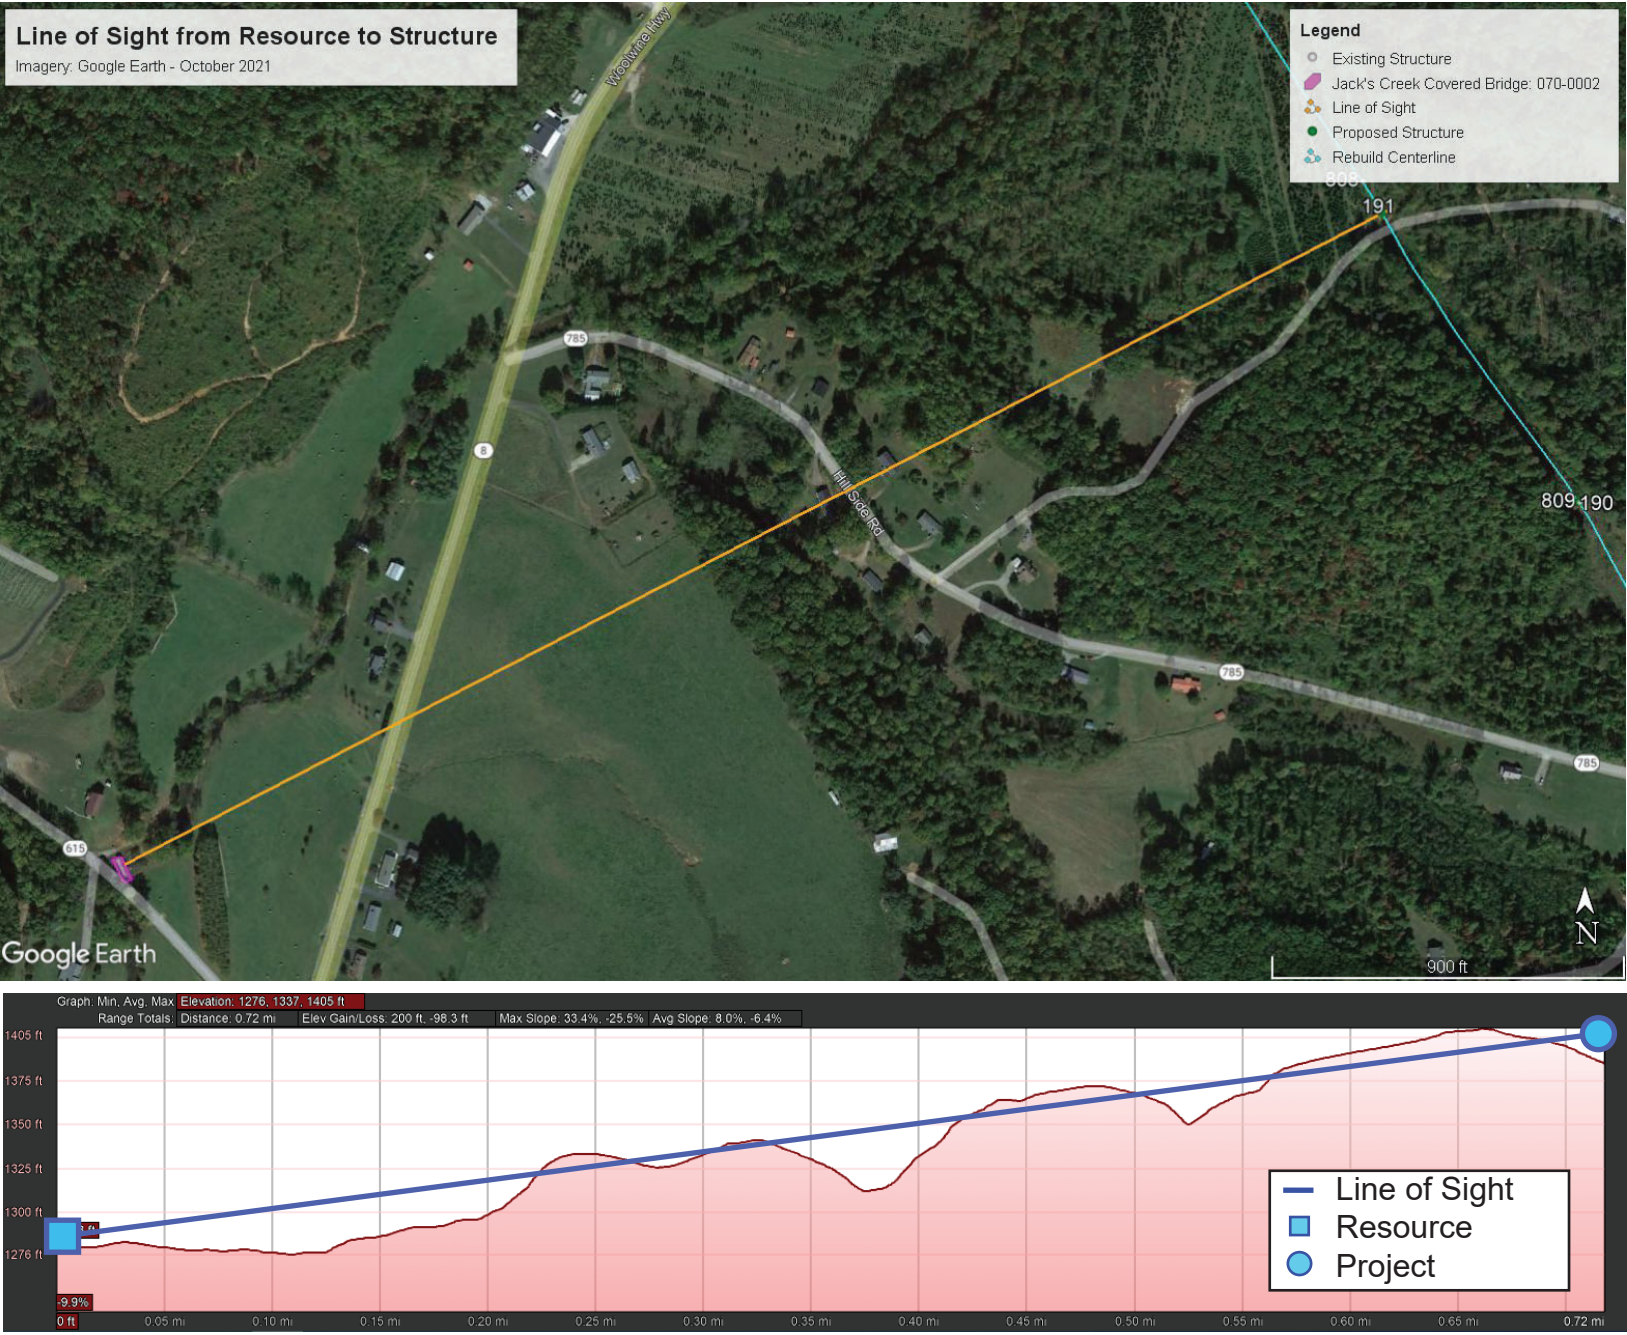 Line of Sight from Resource to Structure
Imagery: Google Earth - October 2021
Woolwine Hwy
Legend
Existing Structure
Jack's Creek Covered Bridge: 070-0002
Line of Sight
Proposed Structure
Rebuild Centerline
808
191
785
8
Hill Side Rd
809 190
785
785
615
Google Earth
N
900 ft
Graph: Min, Avg, Max Elevation: 1276, 1337, 1405 ft
Range Totals: Distance: 0.72 mi Elev Gain/Loss: 200 ft, -98.3 ft Max Slope: 33.4%, -25.5% Avg Slope: 8.0%, -6.4%
1405 ft
1375 ft
1350 ft
1325 ft
1300 ft
1276 ft
ft
-9.9%
Line of Sight
Resource
Project
0 ft 0.05 mi 0.10 mi 0.15 mi 0.20 mi 0.25 mi 0.30 mi 0.35 mi 0.40 mi 0.45 mi 0.50 mi 0.55 mi 0.60 mi 0.65 mi 0.72 mi